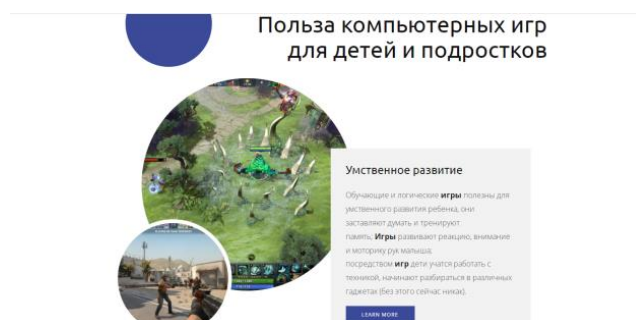 Польза компьютерных игр
для детей и подростков
Умственное развитие
Обучающие и логические игры полезны для
умственного развития ребенка, они
заставляют думать и тренируют
память; Игры развивают реакцию, внимание
и моторику рук малыша;
посредством игр дети учатся работать с
техникой, начинают разбираться в различных
гаджетах (без этого сейчас никак).
LEARN MORE